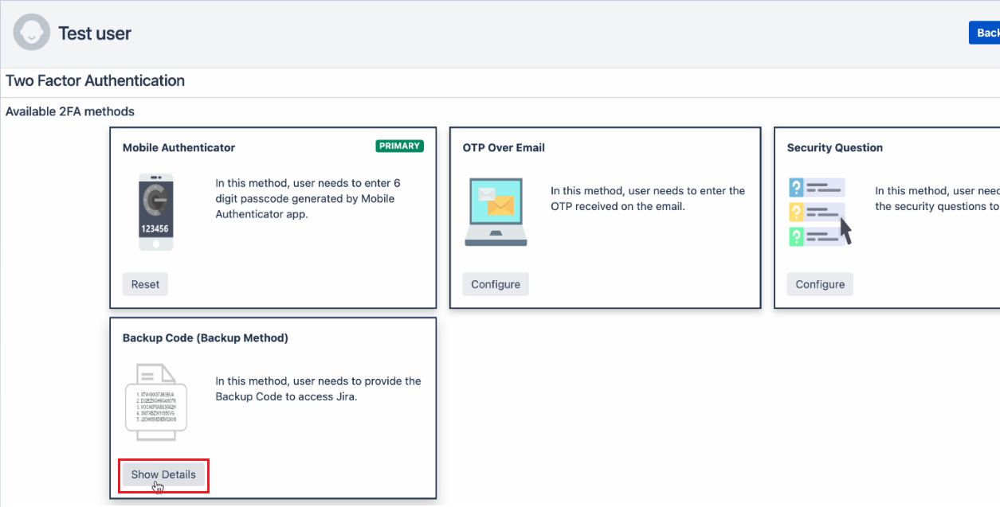 Test user
Back
Two Factor Authentication
Available 2FA methods
Mobile Authenticator
PRIMARY
In this method, user needs to enter 6
digit passcode generated by Mobile
Authenticator app.
123456
Reset
OTP Over Email
In this method, user needs to enter the
OTP received on the email.
Configure
Security Question
?
?
?
In this method, user
the security questions to
Configure
Backup Code (Backup Method)
In this method, user needs to provide the
Backup Code to access Jira.
Show Details